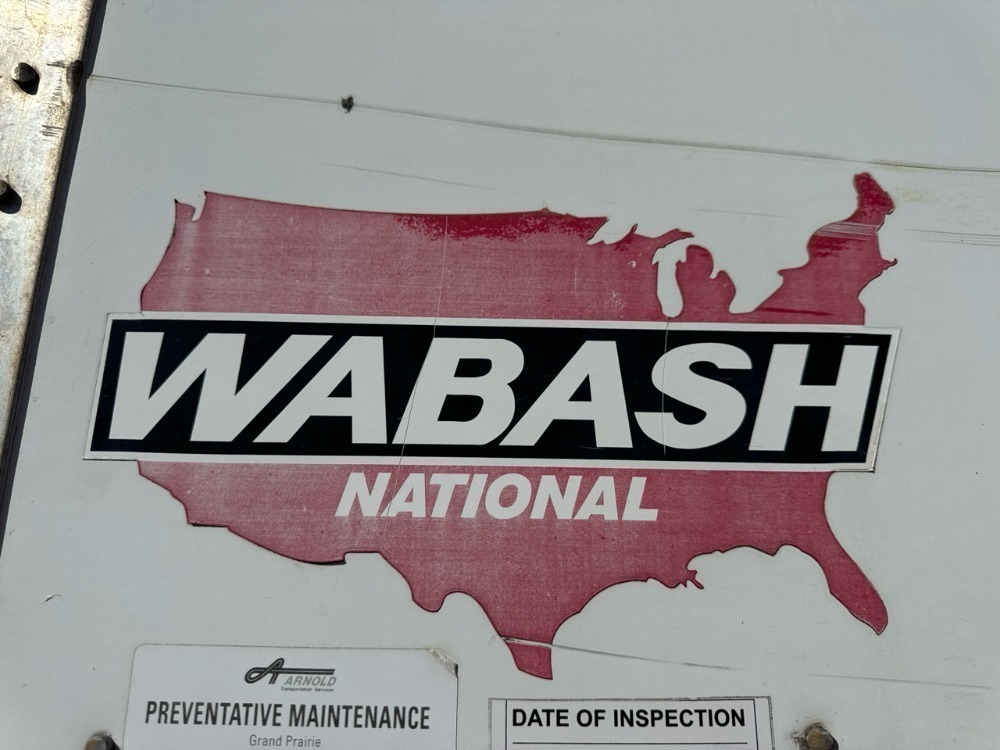 WABASH
NATIONAL
ARNOLD
Transportation Services
PREVENTATIVE MAINTENANCE
Grand Prairie
DATE OF INSPECTION